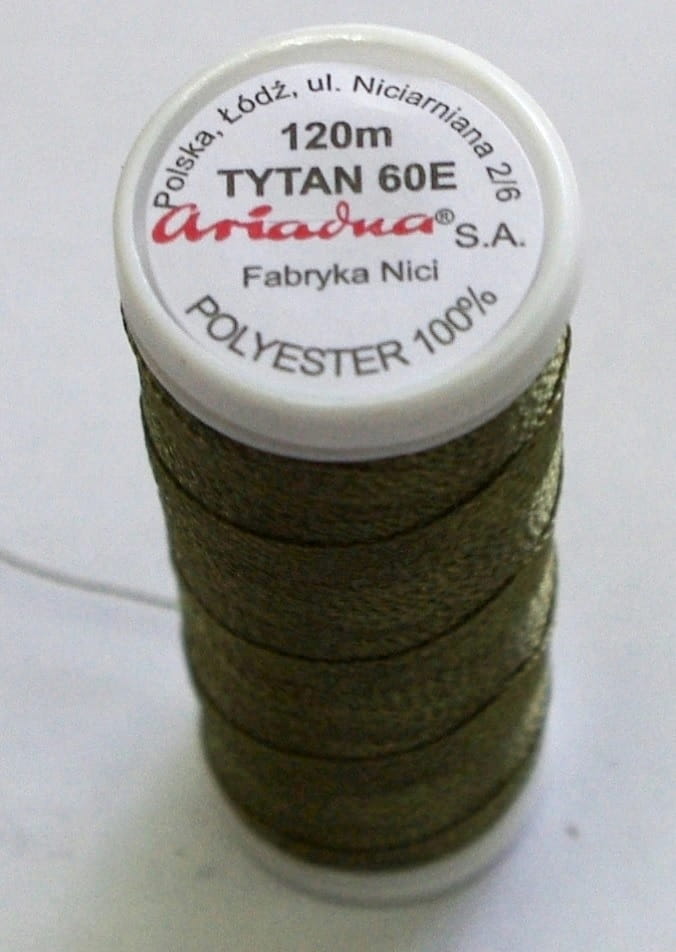 Polska, Łódź, ul. Niciarniana 2/6
120m
TYTAN 60E
Ariadna® S.A.
Fabryka Nici
POLYESTER 100%